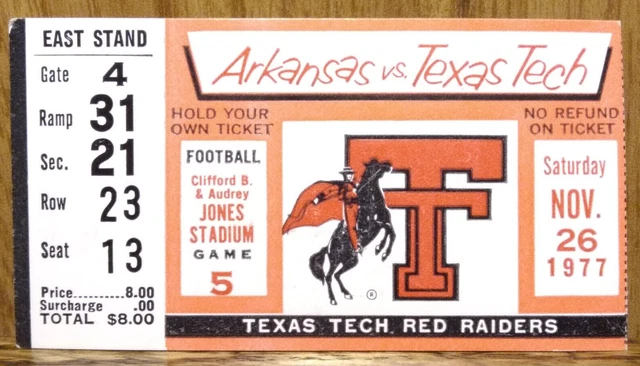 EAST STAND
Gate 4
Ramp 31
Sec. 21
Row 23
Seat 13
Price..........8.00
Surcharge .00
TOTAL $8.00
Arkansas vs. Texas Tech
HOLD YOUR
OWN TICKET
NO REFUND
ON TICKET
FOOTBALL
Clifford B.
& Audrey
JONES
STADIUM
GAME
5
T T
®
Saturday
NOV.
26
1977
TEXAS TECH RED RAIDERS